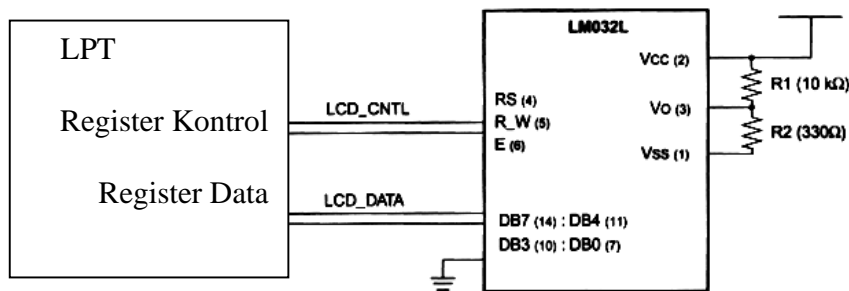 LPT
Register Kontrol
Register Data
LCD_CNTL
LCD_DATA
LM032L
RS (4)
R_W (5)
E (6)
DB7 (14) : DB4 (11)
DB3 (10) : DB0 (7)
VCC (2)
VO (3)
VSS (1)
R1 (10 kΩ)
R2 (330Ω)